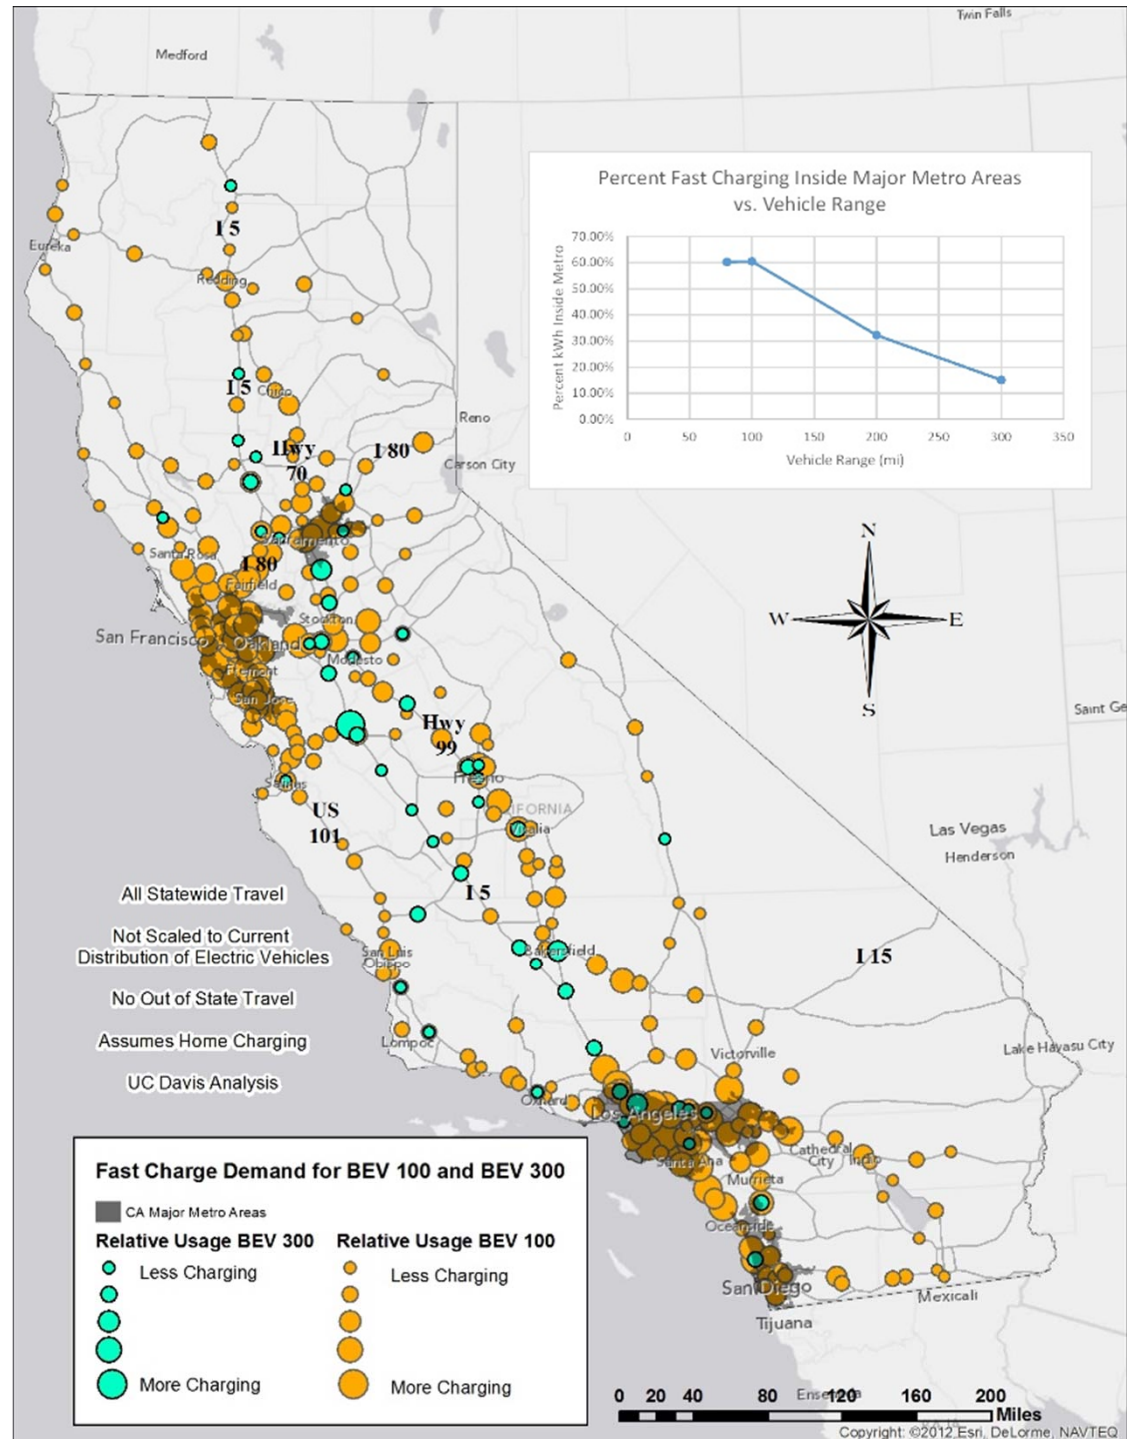 Twin Falls
Medford
Percent Fast Charging Inside Major Metro Areas
vs. Vehicle Range
Percent kWh Inside Metro
70.00%
60.00%
50.00%
40.00%
30.00%
20.00%
10.00%
0.00%
0 50 100 150 200 250 300 350
Vehicle Range (mi)
I 5
Eureka
Redding
I 5
Chico
Reno
Hwy
70
I 80
Carson City
Sacramento
Santa Rosa
I 80
Fairfield
N
W E
S
Stockton
San Francisco
Oakland
Modesto
Fremont
San Jose
Saint Ge
Hwy
99
Fresno
Salinas
US
101
CALIFORNIA
Visalia
Las Vegas
Henderson
All Statewide Travel
I 5
Not Scaled to Current
Distribution of Electric Vehicles
San Luis
Obispo
Bakersfield
I 15
No Out of State Travel
Assumes Home Charging
Lompoc
Victorville
Lake Havasu City
UC Davis Analysis
Oxnard
Los Angeles
Santa Ana
Cathedral
City
Indio
Murrieta
Oceanside
San Diego
Mexicali
Tijuana
Fast Charge Demand for BEV 100 and BEV 300
CA Major Metro Areas
Relative Usage BEV 300
Relative Usage BEV 100
Less Charging
Less Charging
More Charging
More Charging
Ensenada
0 20 40 80 120 160 200
Miles
Copyright: ©2012 Esri, DeLorme, NAVTEQ